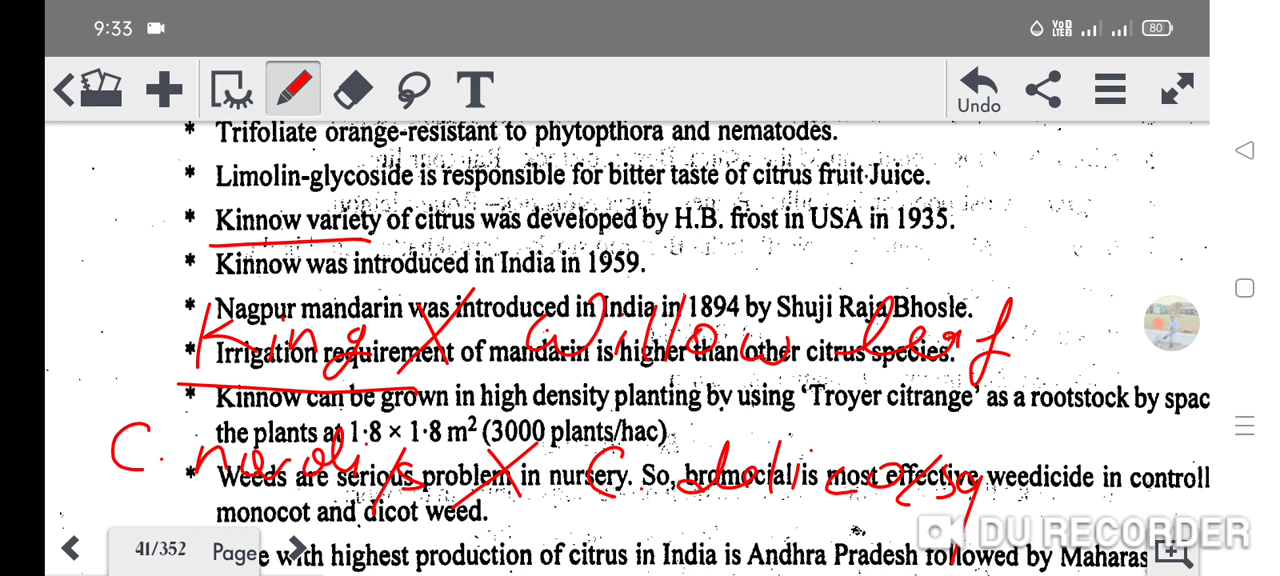 9:33
VoD LTEB
80
Undo
* Trifoliate orange-resistant to phytopthora and nematodes.
* Limolin-glycoside is responsible for bitter taste of citrus fruit Juice.
* Kinnow variety of citrus was developed by H.B. frost in USA in 1935.
* Kinnow was introduced in India in 1959.
* Nagpur mandarin was introduced in India in 1894 by Shuji Raja Bhosle.
King X Willow leaf
* Irrigation requirement of mandarin is higher than other citrus species.
* Kinnow can be grown in high density planting by using ‘Troyer citrange’ as a rootstock by spac
the plants at 1·8 × 1·8 m² (3000 plants/hac)
C. X C.
* Weeds are serious problem in nursery. So, bromocial is most effective weedicide in controll
monocot and dicot weed.
41/352 Page
e with highest production of citrus in India is Andhra Pradesh followed by Maharas
DU RECORDER